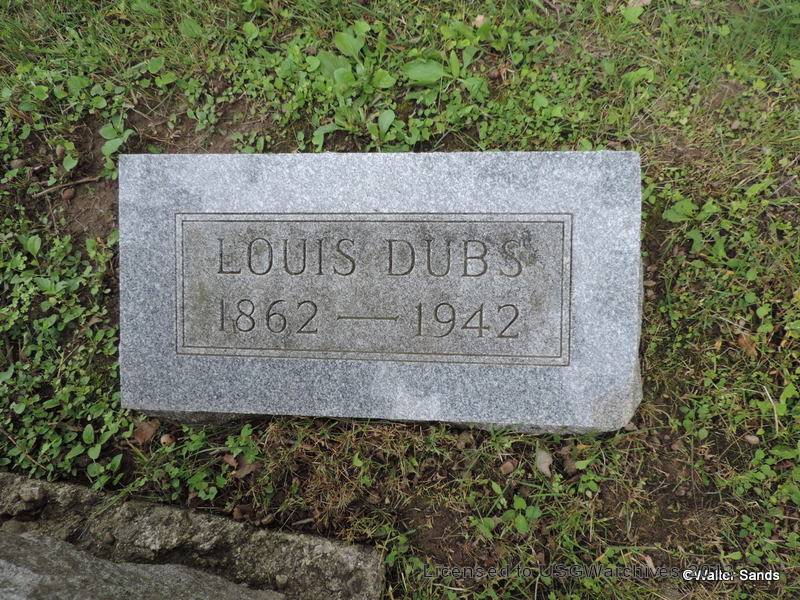 LOUIS DUBS
1862 — 1942
Licensed to USGWarchives
©Walter Sands